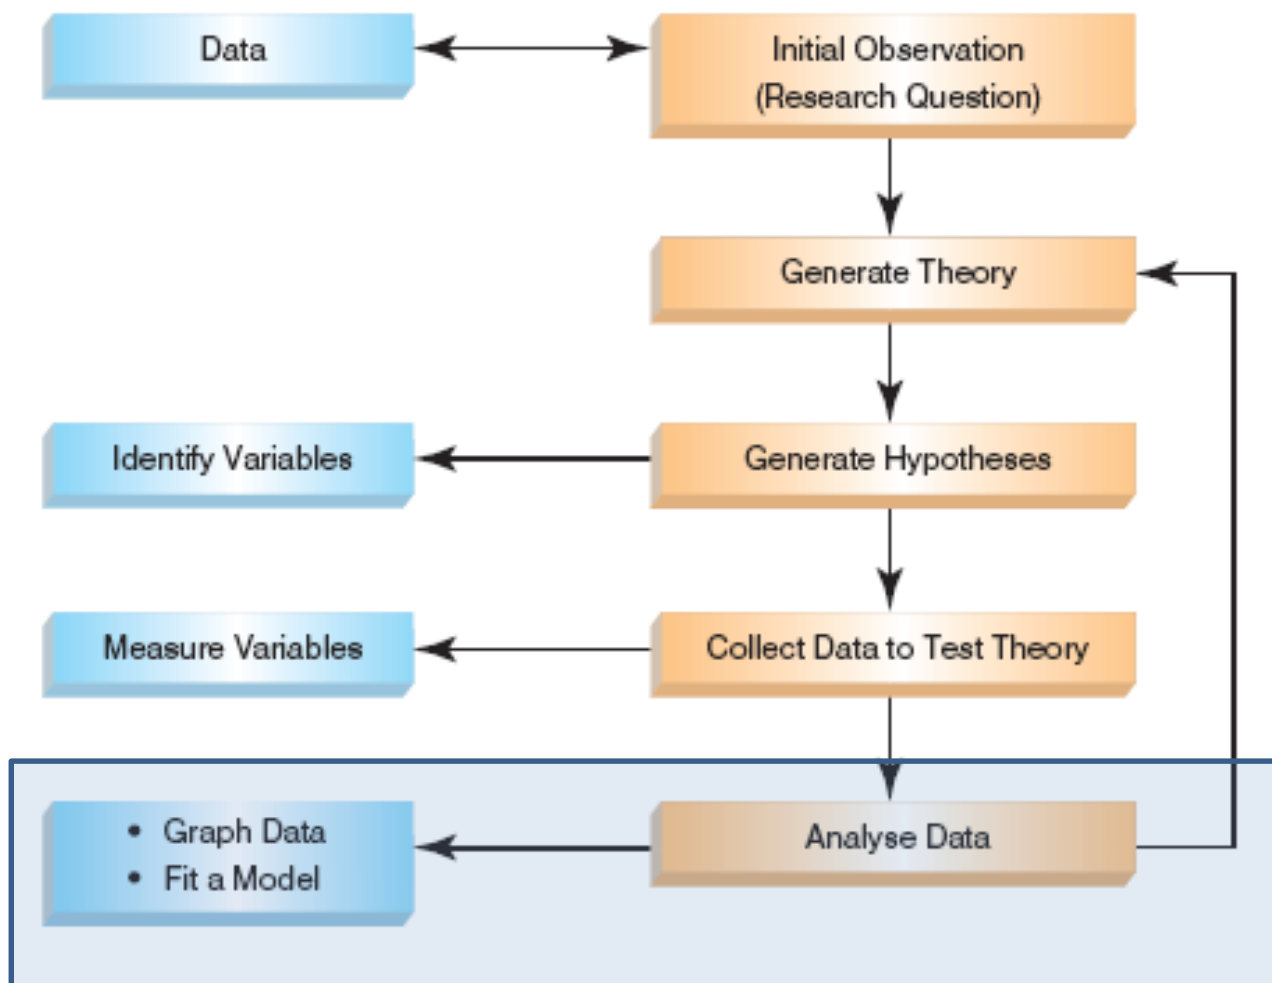 Data
Initial Observation
(Research Question)
Generate Theory
Identify Variables
Generate Hypotheses
Measure Variables
Collect Data to Test Theory
• Graph Data
• Fit a Model
Analyse Data